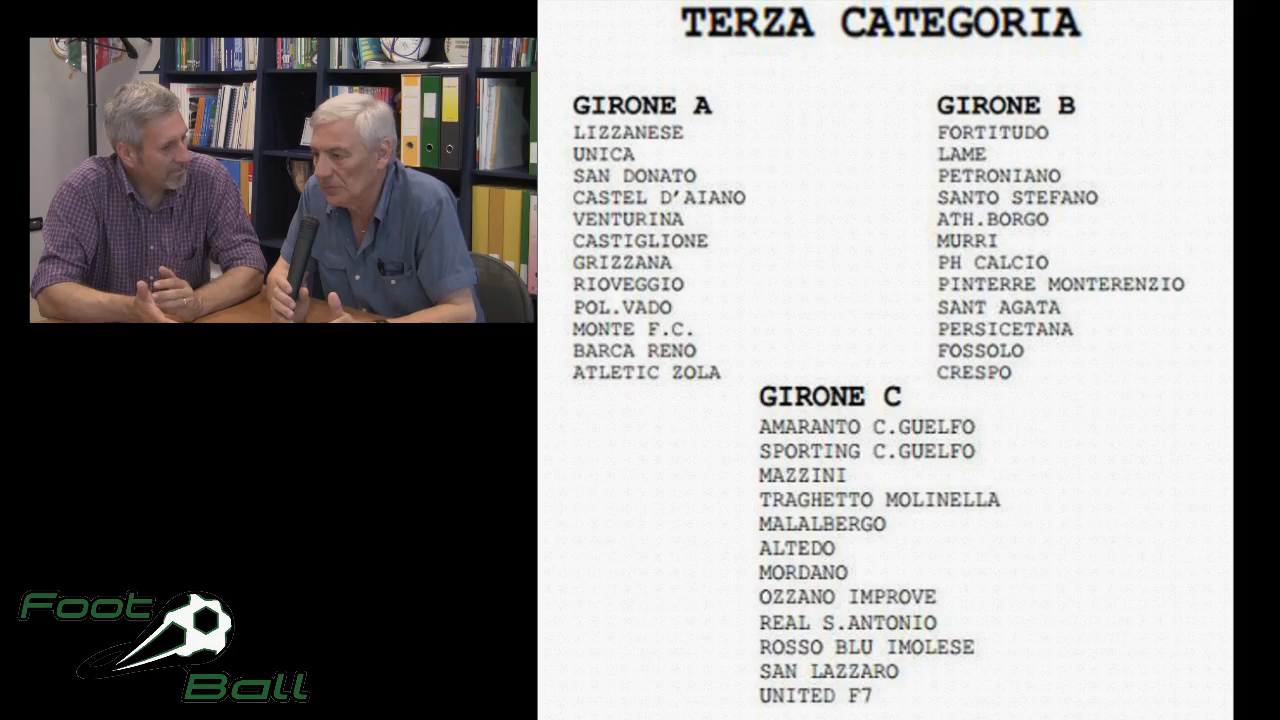 TERZA CATEGORIA
GIRONE A
LIZZANESE
UNICA
SAN DONATO
CASTEL D'AIANO
VENTURINA
CASTIGLIONE
GRIZZANA
RIOVEGGIO
POL.VADO
MONTE F.C.
BARCA RENO
ATLETIC ZOLA
GIRONE B
FORTITUDO
LAME
PETRONIANO
SANTO STEFANO
ATH.BORGO
MURRI
PH CALCIO
PINTERRE MONTERENZIO
SANT AGATA
PERSICETANA
FOSSOLO
CRESPO
GIRONE C
AMARANTO C.GUELFO
SPORTING C.GUELFO
MAZZINI
TRAGHETTO MOLINELLA
MALALBERGO
ALTEDO
MORDANO
OZZANO IMPROVE
REAL S.ANTONIO
ROSSO BLU IMOLESE
SAN LAZZARO
UNITED F7
Foot
Ball